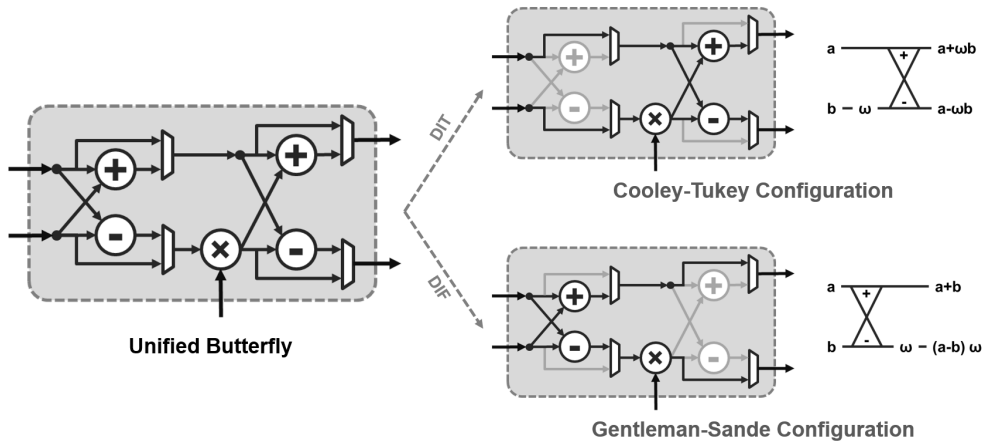 +
-
×
+
-
Unified Butterfly
DIT
DIF
+
-
×
+
-
Cooley-Tukey Configuration
a
+
a+ωb
b – ω
-
a-ωb
+
-
×
+
-
Gentleman-Sande Configuration
a
+
a+b
b
-
ω – (a-b) ω